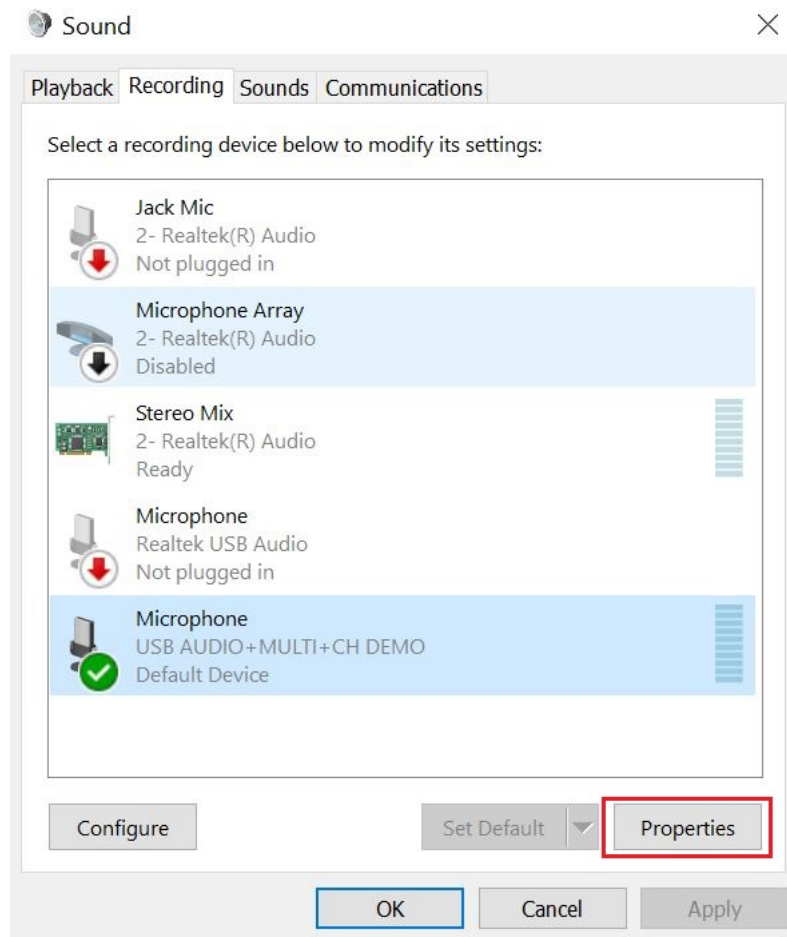 Sound
Playback Recording Sounds Communications
Select a recording device below to modify its settings:
Jack Mic
2- Realtek(R) Audio
Not plugged in
Microphone Array
2- Realtek(R) Audio
Disabled
Stereo Mix
2- Realtek(R) Audio
Ready
Microphone
Realtek USB Audio
Not plugged in
Microphone
USB AUDIO+MULTI+CH DEMO
Default Device
Configure Set Default Properties
OK Cancel Apply